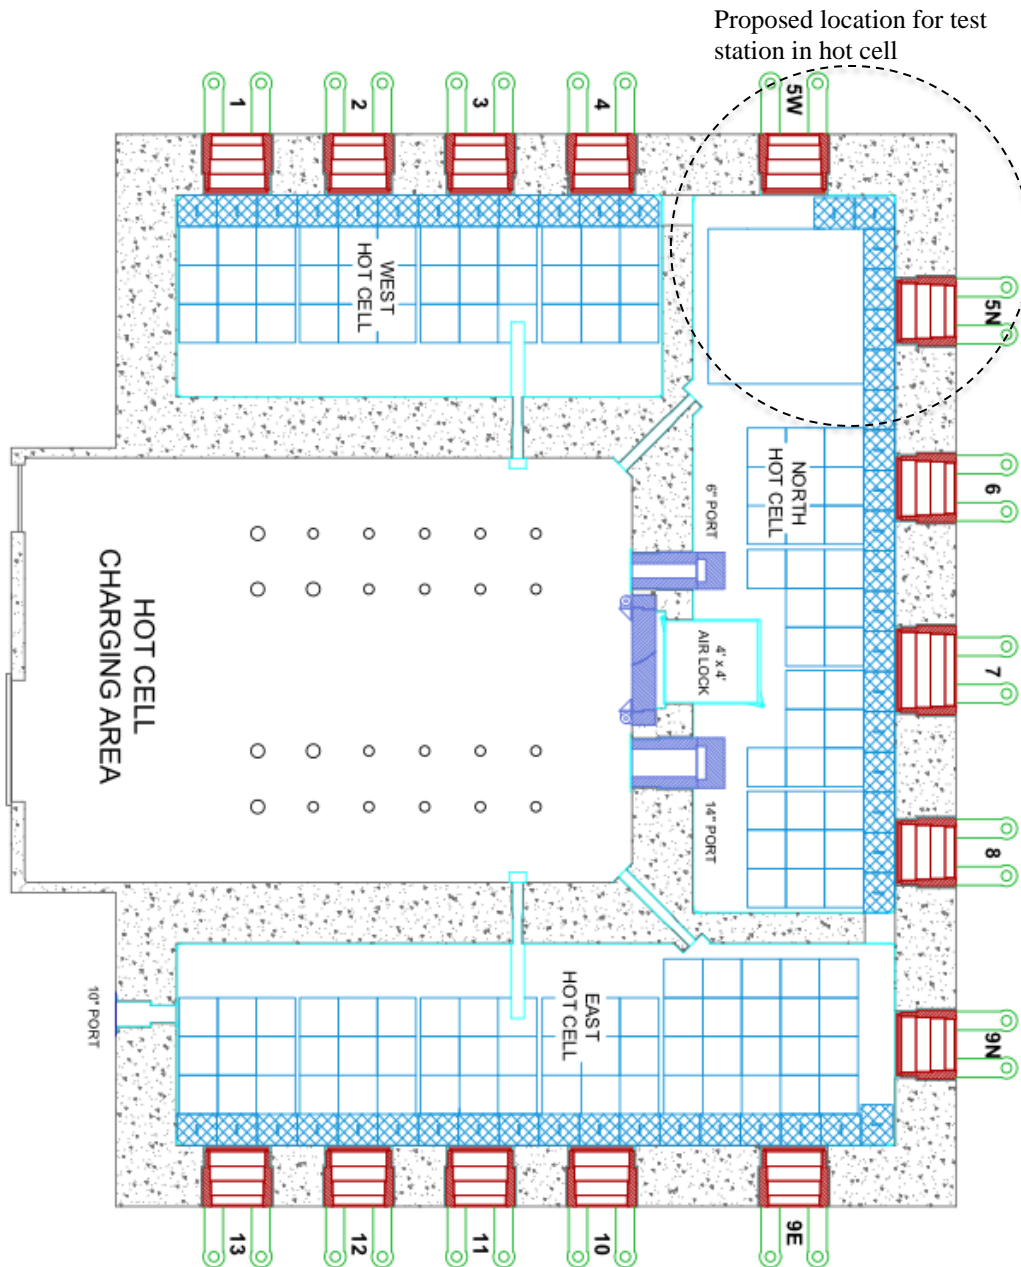 Proposed location for test
station in hot cell
1
2
3
4
5W
5N
WEST
HOT CELL
NORTH
HOT CELL
6
6" PORT
HOT CELL
CHARGING AREA
4' x 4'
AIR LOCK
7
14" PORT
8
EAST
HOT CELL
10" PORT
9N
13
12
11
10
9E